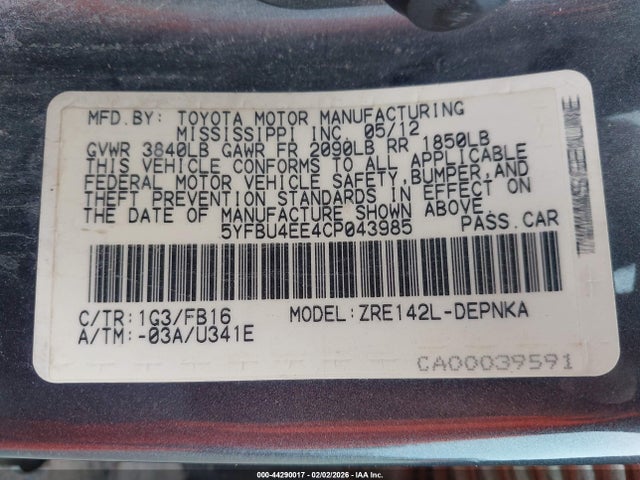 MFD.BY: TOYOTA MOTOR MANUFACTURING
MISSISSIPPI INC. 05/12
GVWR 3840LB GAWR FR 2090LB RR 1850LB
THIS VEHICLE CONFORMS TO ALL APPLICABLE
FEDERAL MOTOR VEHICLE SAFETY, BUMPER, AND
THEFT PREVENTION STANDARDS IN EFFECT ON
THE DATE OF MANUFACTURE SHOWN ABOVE.
5YFBU4EE4CP043985 PASS.CAR
C/TR:1G3/FB16 MODEL:ZRE142L-DEPNKA
A/TM:-03A/U341E
CA00039591
000-44290017 - 02/02/2026 - IAA Inc.